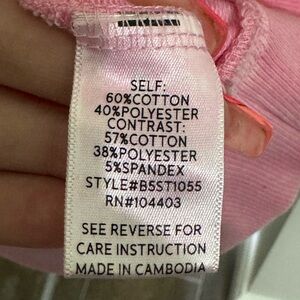 SELF:
60%COTTON
40%POLYESTER
CONTRAST:
57%COTTON
38%POLYESTER
5%SPANDEX
STYLE#B5ST1055
RN#104403
SEE REVERSE FOR
CARE INSTRUCTION
MADE IN CAMBODIA